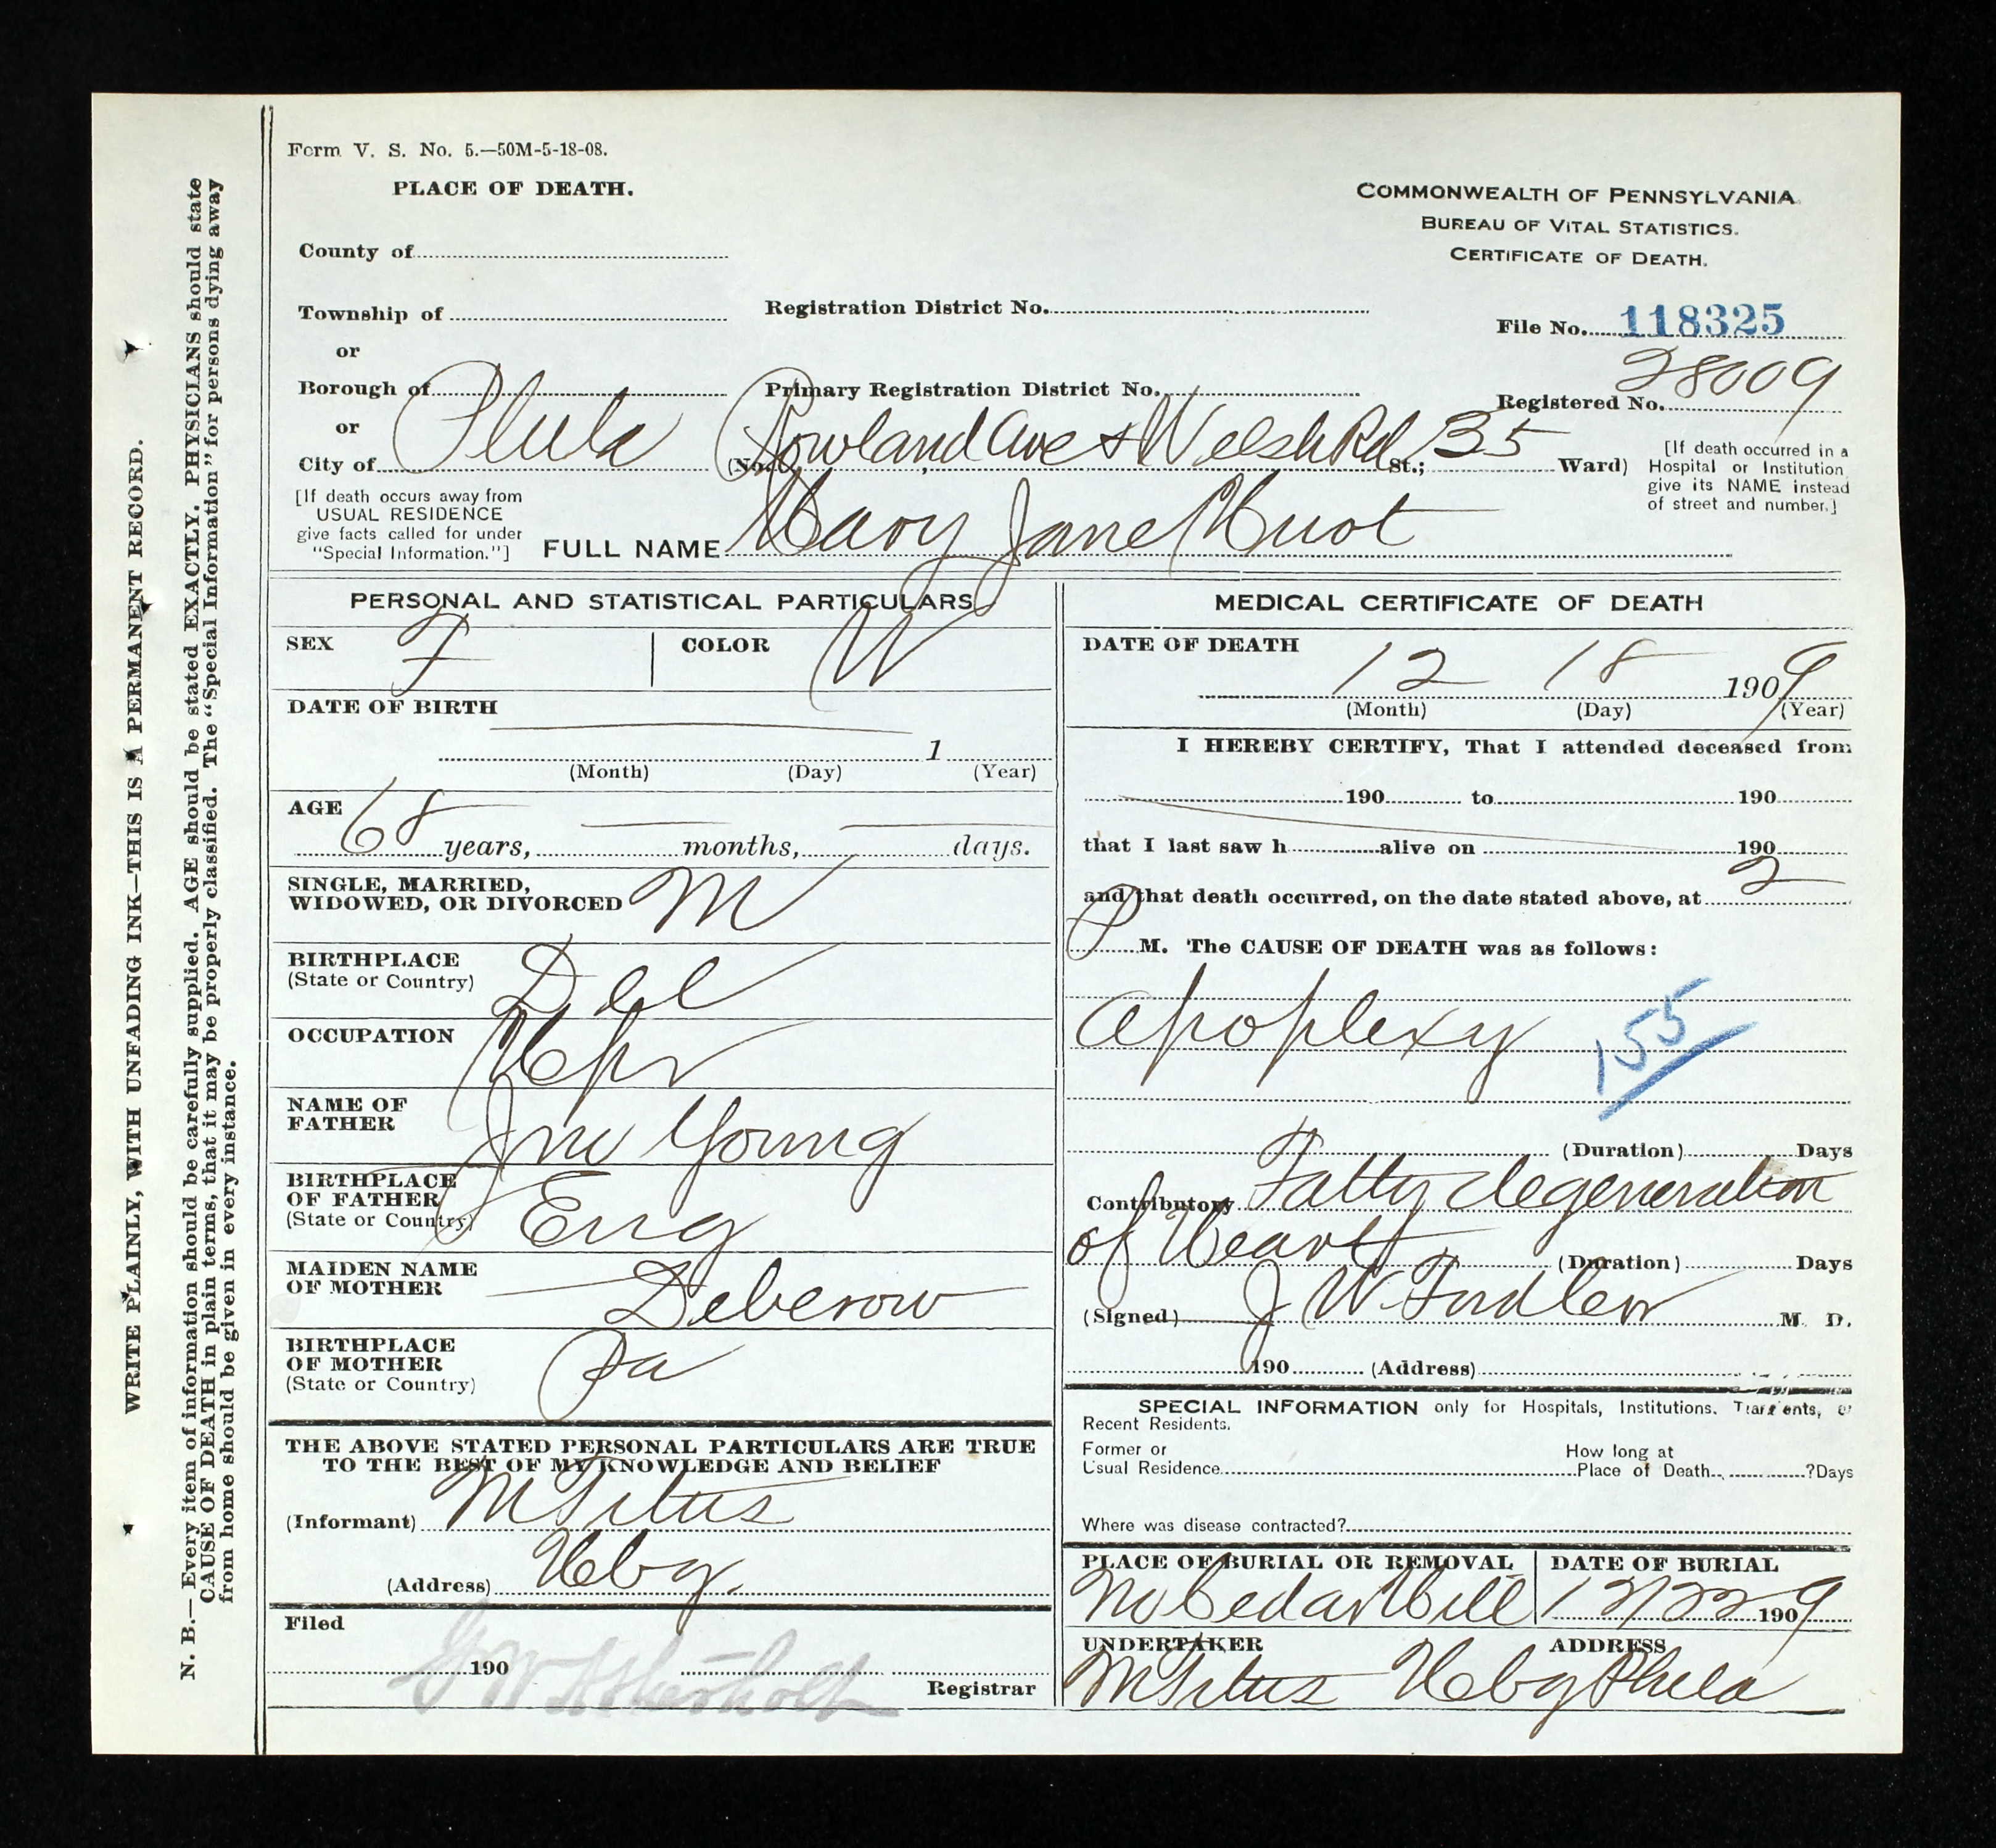 Form V. S. No. 5.—50M-5-18-08.
PLACE OF DEATH.
COMMONWEALTH OF PENNSYLVANIA
BUREAU OF VITAL STATISTICS.
CERTIFICATE OF DEATH.
County of
Township of
Registration District No.
File No. 118325
or
Borough of
Primary Registration District No.
Registered No. 28009
or
City of Phila (No. Rowland Ave & Welsh Rd St.; 35 Ward)
[If death occurred in a
Hospital or Institution
give its NAME instead
of street and number.]
[If death occurs away from
USUAL RESIDENCE
give facts called for under
"Special Information."]
FULL NAME Mary Jane
PERSONAL AND STATISTICAL PARTICULARS
SEX F COLOR W
DATE OF BIRTH
1
(Month) (Day) (Year)
AGE
68 years, months, days.
SINGLE, MARRIED,
WIDOWED, OR DIVORCED M
BIRTHPLACE
(State or Country) Del
OCCUPATION
NAME OF
FATHER Jno Young
BIRTHPLACE
OF FATHER
(State or Country) Eng
MAIDEN NAME
OF MOTHER Deberow
BIRTHPLACE
OF MOTHER
(State or Country) Pa
THE ABOVE STATED PERSONAL PARTICULARS ARE TRUE
TO THE BEST OF MY KNOWLEDGE AND BELIEF
(Informant) M Titus
(Address) Hbg.
Filed
190
Registrar
MEDICAL CERTIFICATE OF DEATH
DATE OF DEATH
12 18 1909
(Month) (Day) (Year)
I HEREBY CERTIFY, That I attended deceased from
190 to 190
that I last saw h alive on 190
and that death occurred, on the date stated above, at 2
P M. The CAUSE OF DEATH was as follows:
Apoplexy 155
(Duration) Days
Contributory Fatty degeneration
of Heart (Duration) Days
(Signed) J W M. D.
190 (Address)
SPECIAL INFORMATION only for Hospitals, Institutions, Transients, or
Recent Residents.
Former or
Usual Residence
How long at
Place of Death ?Days
Where was disease contracted?
PLACE OF BURIAL OR REMOVAL
No Cedar Hill
DATE OF BURIAL
12/22 1909
UNDERTAKER
M Titus
ADDRESS
Hbg Phila
WRITE PLAINLY, WITH UNFADING INK—THIS IS A PERMANENT RECORD.
N. B.—Every item of information should be carefully supplied. AGE should be stated EXACTLY. PHYSICIANS should state
CAUSE OF DEATH in plain terms, that it may be properly classified. The "Special Information" for persons dying away
from home should be given in every instance.